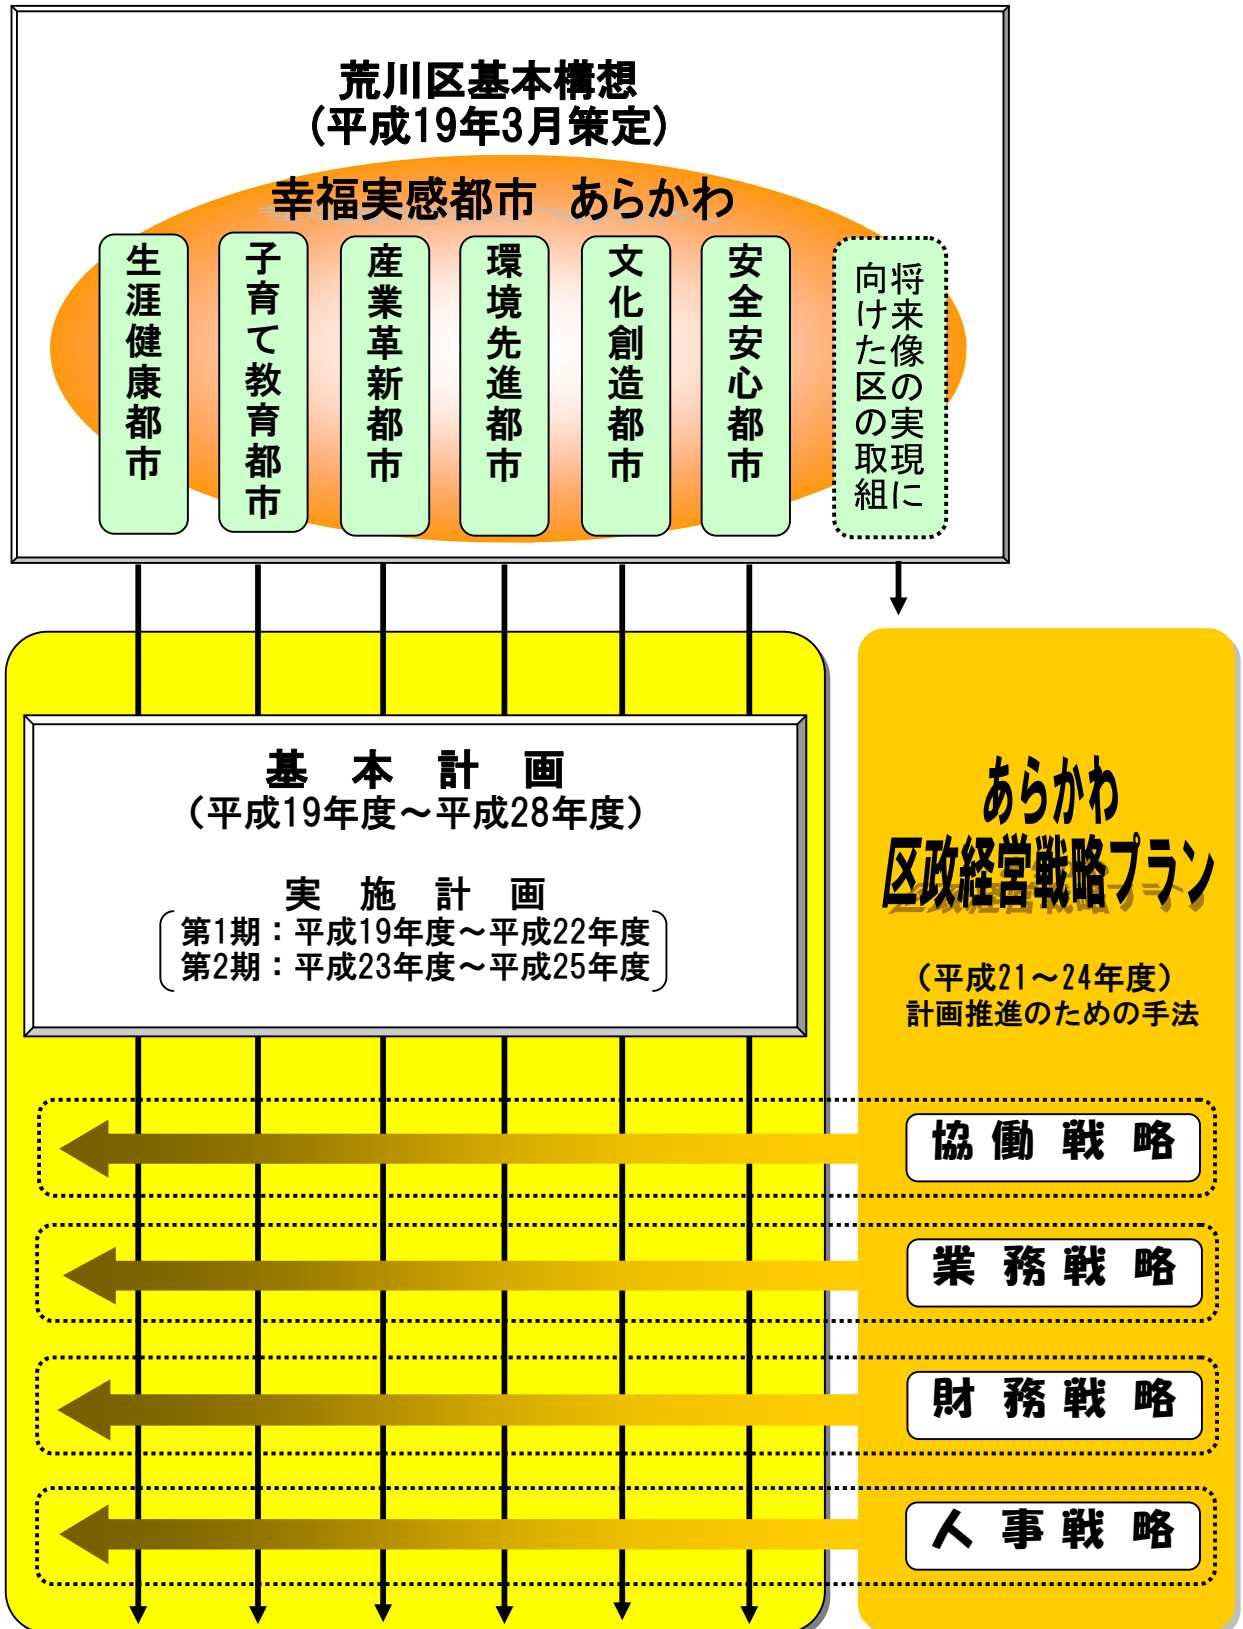 荒川区基本構想
(平成19年3月策定)
幸福実感都市　あらかわ
生涯健康都市
子育て教育都市
産業革新都市
環境先進都市
文化創造都市
安全安心都市
将来像の実現に
向けた区の取組
基　本　計　画
（平成19年度～平成28年度）
実　施　計　画
第1期：平成19年度～平成22年度
第2期：平成23年度～平成25年度
あらかわ
区政経営戦略プラン
（平成21～24年度）
計画推進のための手法
協 働 戦 略
業 務 戦 略
財 務 戦 略
人 事 戦 略